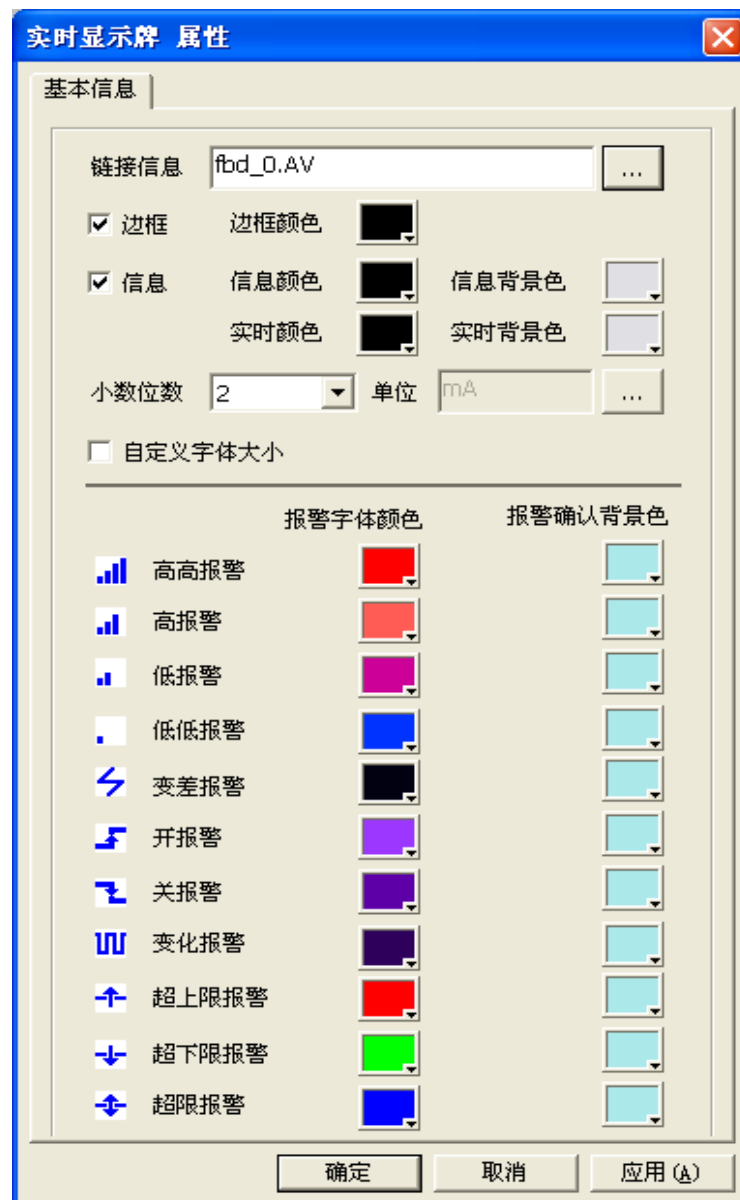 实时显示牌 属性
基本信息
链接信息 fbd_0.AV ...
边框 边框颜色
信息 信息颜色 信息背景色
实时颜色 实时背景色
小数位数 2 单位 mA ...
自定义字体大小
报警字体颜色 报警确认背景色
高高报警
高报警
低报警
低低报警
变差报警
开报警
关报警
变化报警
超上限报警
超下限报警
超限报警
确定 取消 应用(A)